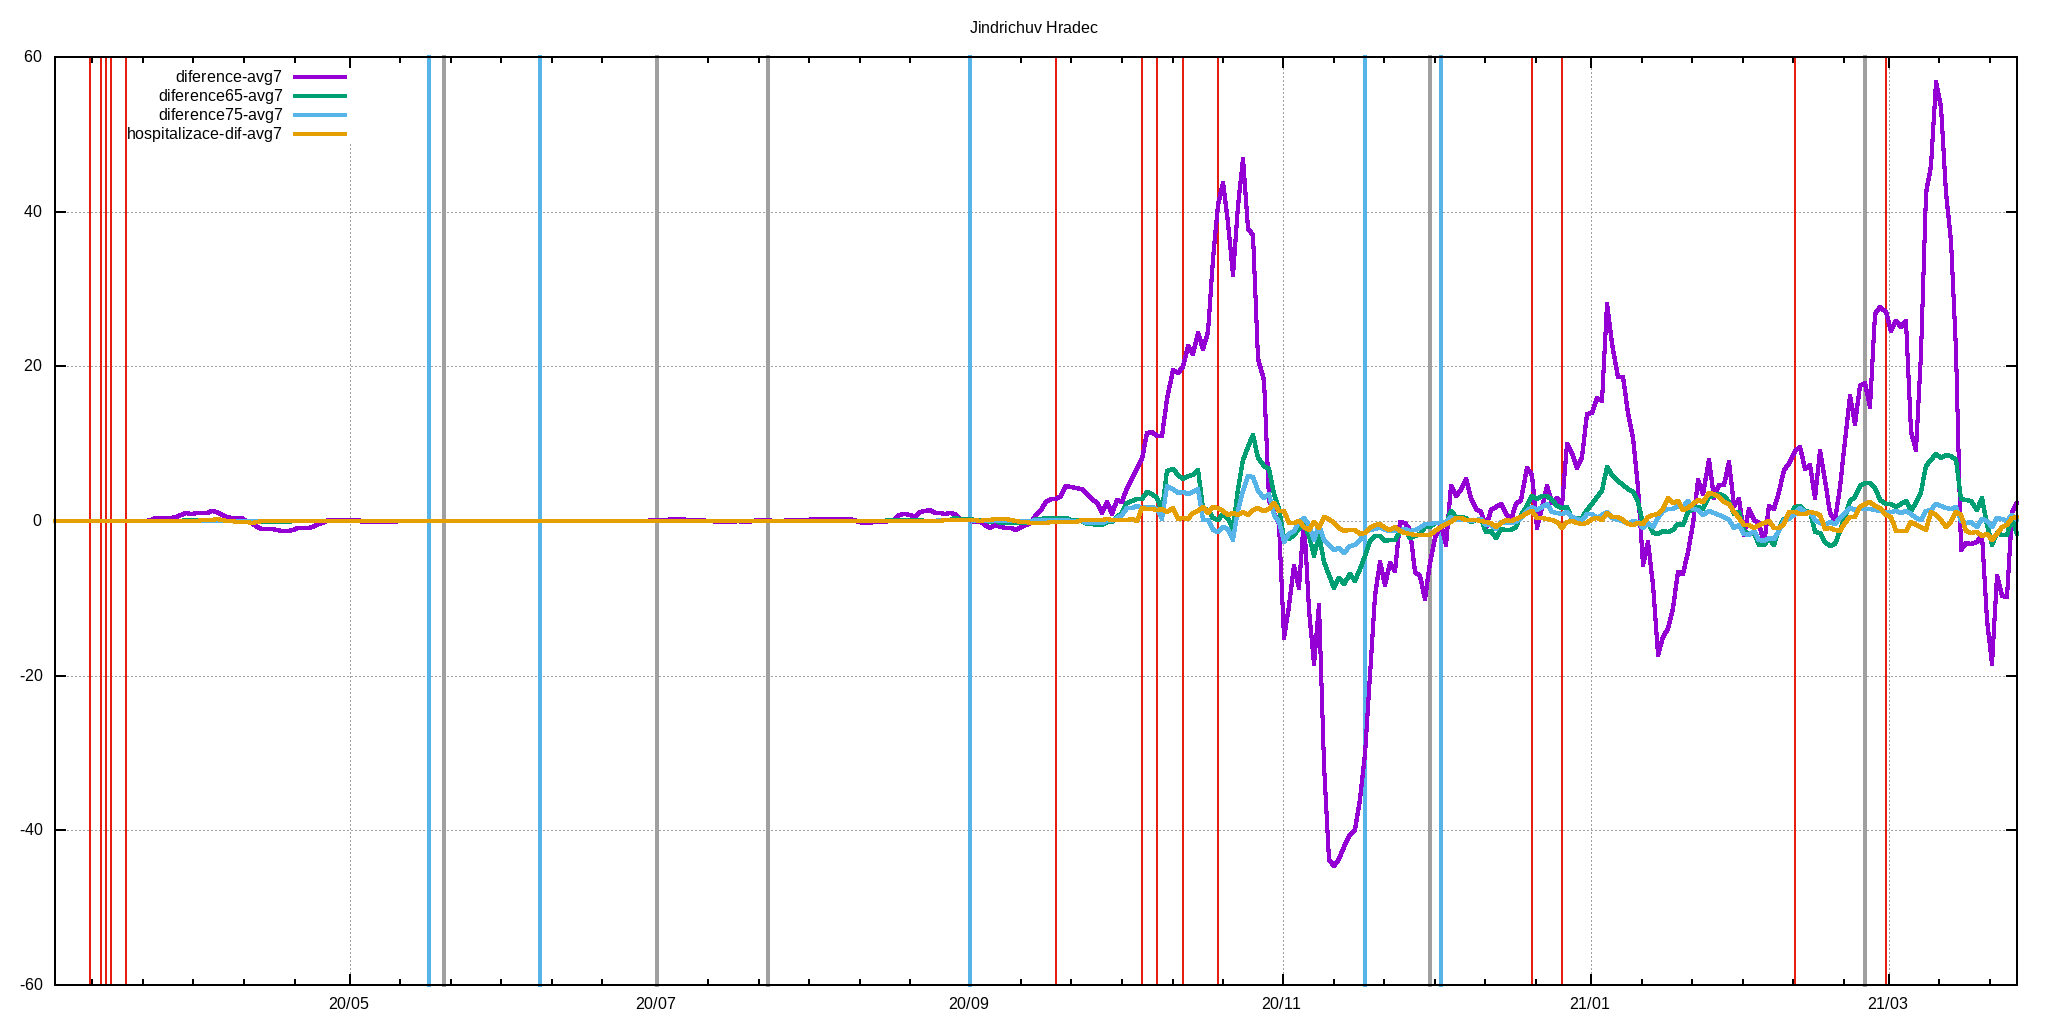 Jindrichuv Hradec
60
40
20
0
-20
-40
-60
diference-avg7
diference65-avg7
diference75-avg7
hospitalizace-dif-avg7
20/05
20/07
20/09
20/11
21/01
21/03